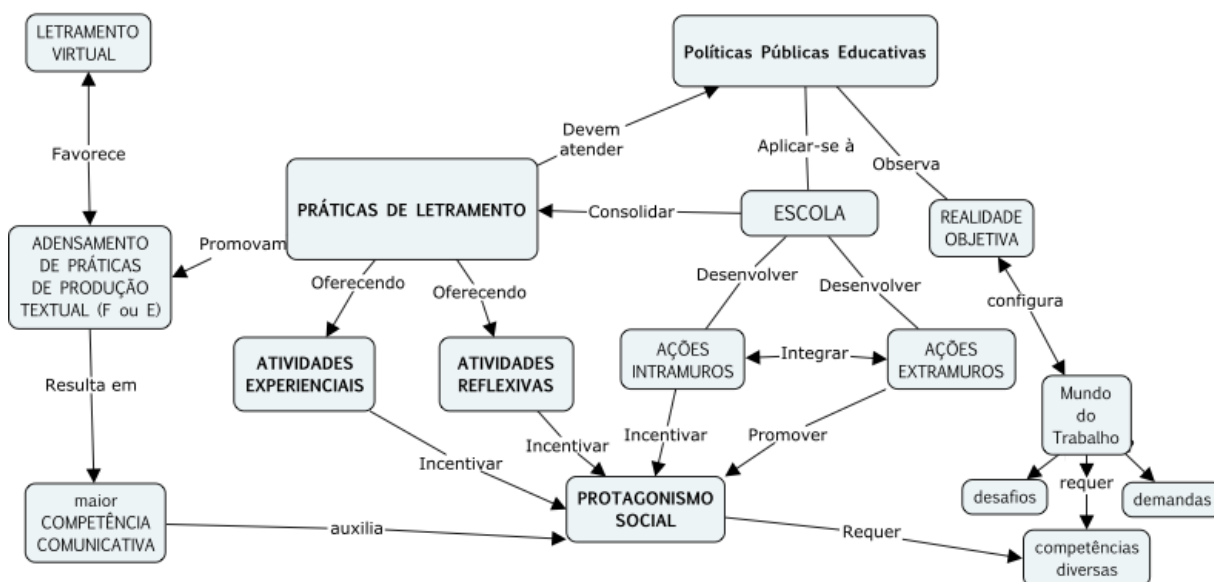 LETRAMENTO
VIRTUAL
Políticas Públicas Educativas
Favorece
Devem
atender
Aplicar-se à
Observa
PRÁTICAS DE LETRAMENTO
Consolidar
ESCOLA
REALIDADE
OBJETIVA
ADENSAMENTO
DE PRÁTICAS
DE PRODUÇÃO
TEXTUAL (F ou E)
Promovam
Oferecendo
Oferecendo
Desenvolver
Desenvolver
configura
ATIVIDADES
EXPERIENCIAIS
ATIVIDADES
REFLEXIVAS
AÇÕES
INTRAMUROS
Integrar
AÇÕES
EXTRAMUROS
Resulta em
Mundo
do
Trabalho
Incentivar
Incentivar
Incentivar
Promover
desafios
requer
demandas
maior
COMPETÊNCIA
COMUNICATIVA
auxilia
PROTAGONISMO
SOCIAL
Requer
competências
diversas